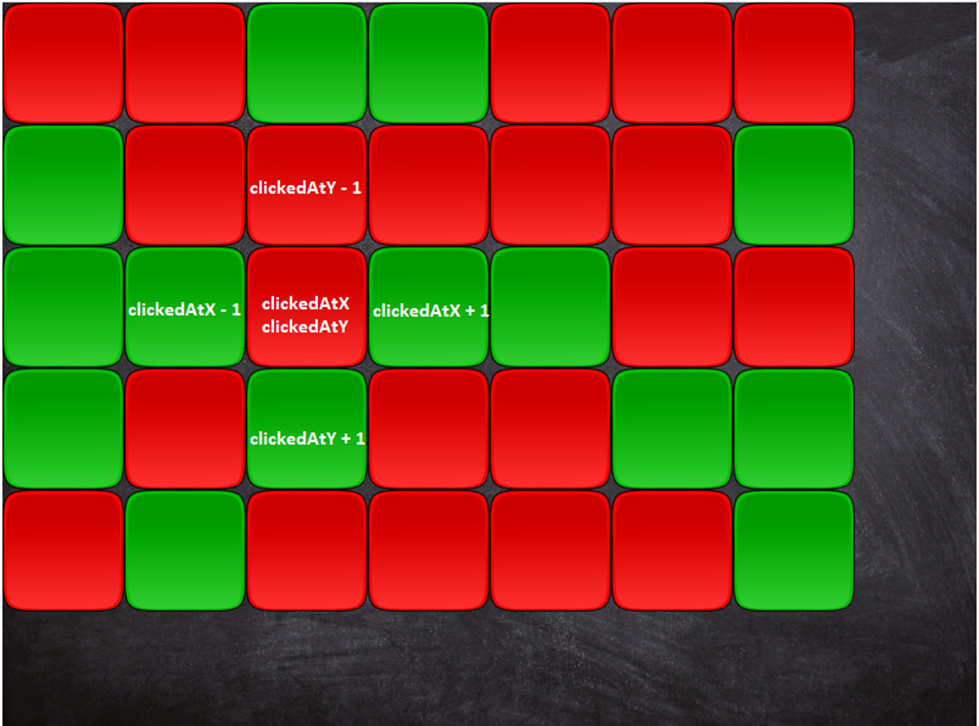 clickedAtY - 1
clickedAtX - 1
clickedAtX
clickedAtY
clickedAtX + 1
clickedAtY + 1